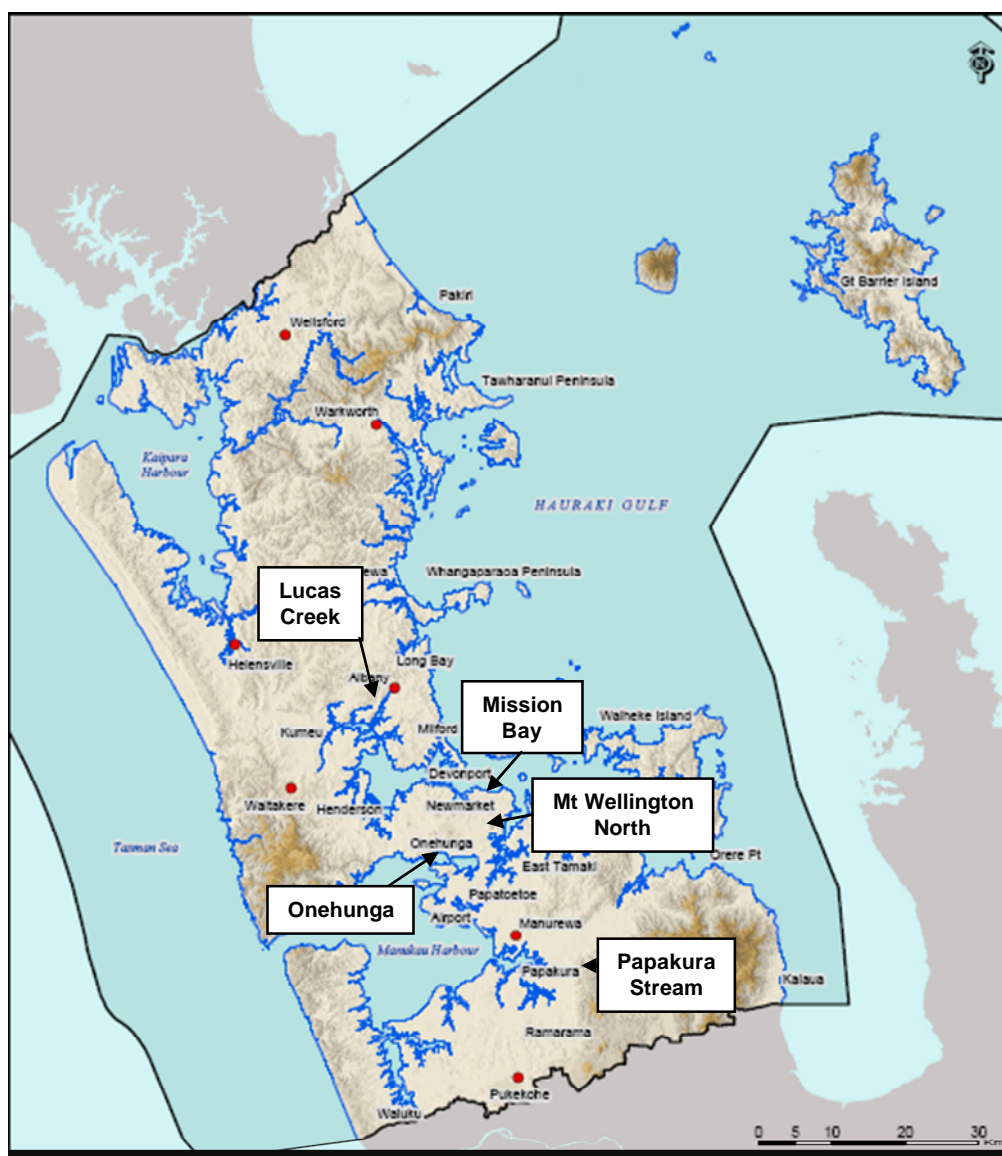 N
Gt Barrier Island
Pakiri
Wellsford
Tawharanui Peninsula
Warkworth
Kaipara
Harbour
HAURAKI GULF
ewa
Whangaparaoa Peninsula
Lucas
Creek
Helensville
Long Bay
Albany
Mission
Bay
Waiheke Island
Kumeu
Milford
Devonport
Waitakere
Henderson
Newmarket
Mt Wellington
North
Tasman Sea
Onehunga
Orere Pt
East Tamaki
Onehunga
Papatoetoe
Airport
Manurewa
Manukau Harbour
Papakura
Papakura
Stream
Kaiaua
Ramarama
Pukekohe
Waiuku
0 5 10 20 30
Km